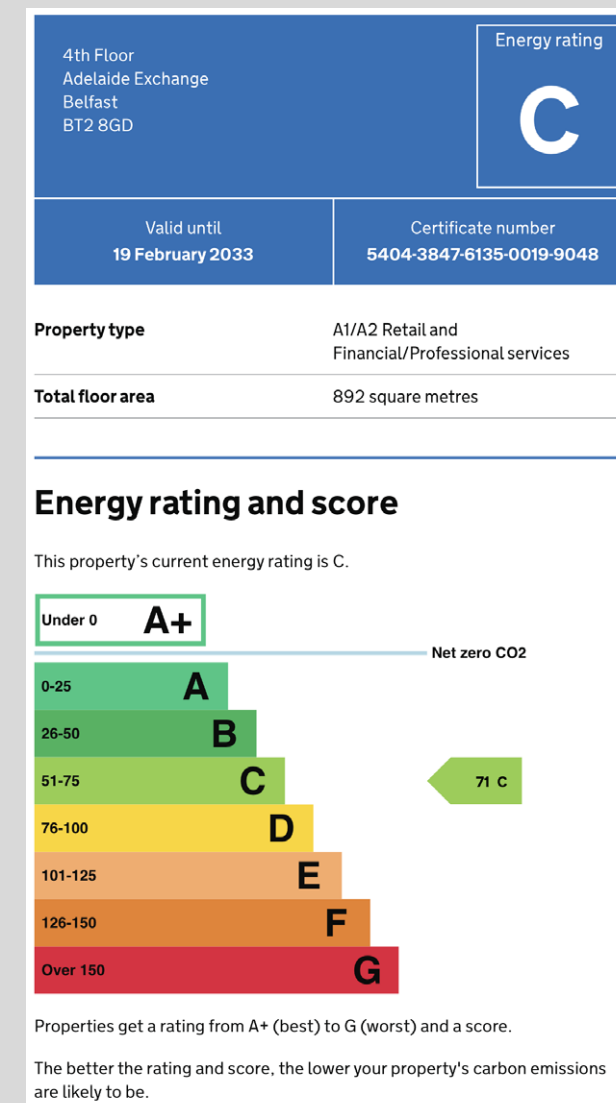 4th Floor
Adelaide Exchange
Belfast
BT2 8GD
Energy rating
C
Valid until
19 February 2033
Certificate number
5404-3847-6135-0019-9048
Property type
A1/A2 Retail and
Financial/Professional services
Total floor area
892 square metres
Energy rating and score
This property's current energy rating is C.
Under 0 A+
Net zero CO2
0-25 A
26-50 B
51-75 C
71 C
76-100 D
101-125 E
126-150 F
Over 150 G
Properties get a rating from A+ (best) to G (worst) and a score.
The better the rating and score, the lower your property's carbon emissions
are likely to be.